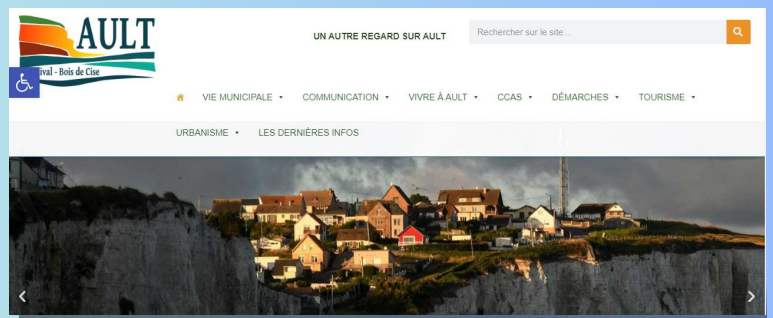 AULT
Bois de Cise
UN AUTRE REGARD SUR AULT
Rechercher sur le site...
VIE MUNICIPALE
COMMUNICATION
VIVRE À AULT
CCAS
DÉMARCHES
TOURISME
URBANISME
LES DERNIÈRES INFOS